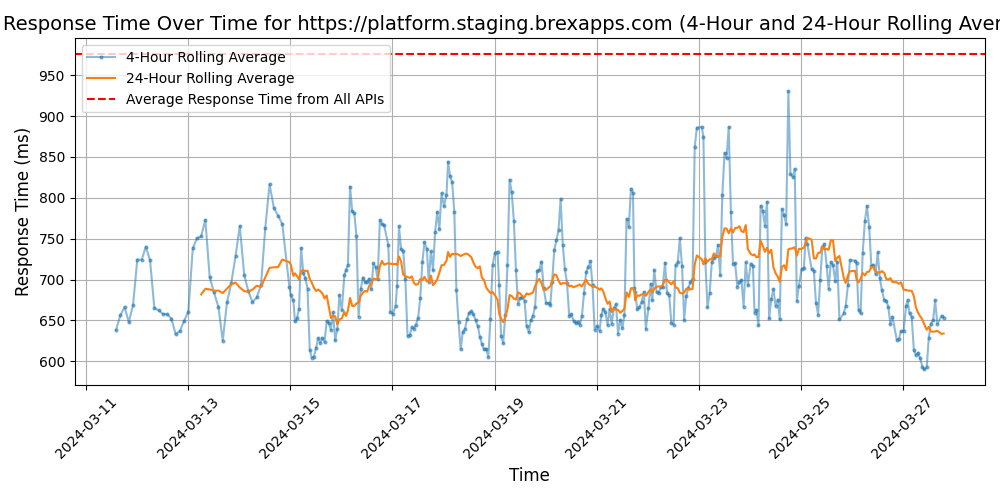 Response Time Over Time for https://platform.staging.brexapps.com (4-Hour and 24-Hour Rolling Aver
4-Hour Rolling Average
24-Hour Rolling Average
Average Response Time from All APIs
Response Time (ms)
950
900
850
800
750
700
650
600
2024-03-11
2024-03-13
2024-03-15
2024-03-17
2024-03-19
2024-03-21
2024-03-23
2024-03-25
2024-03-27
Time